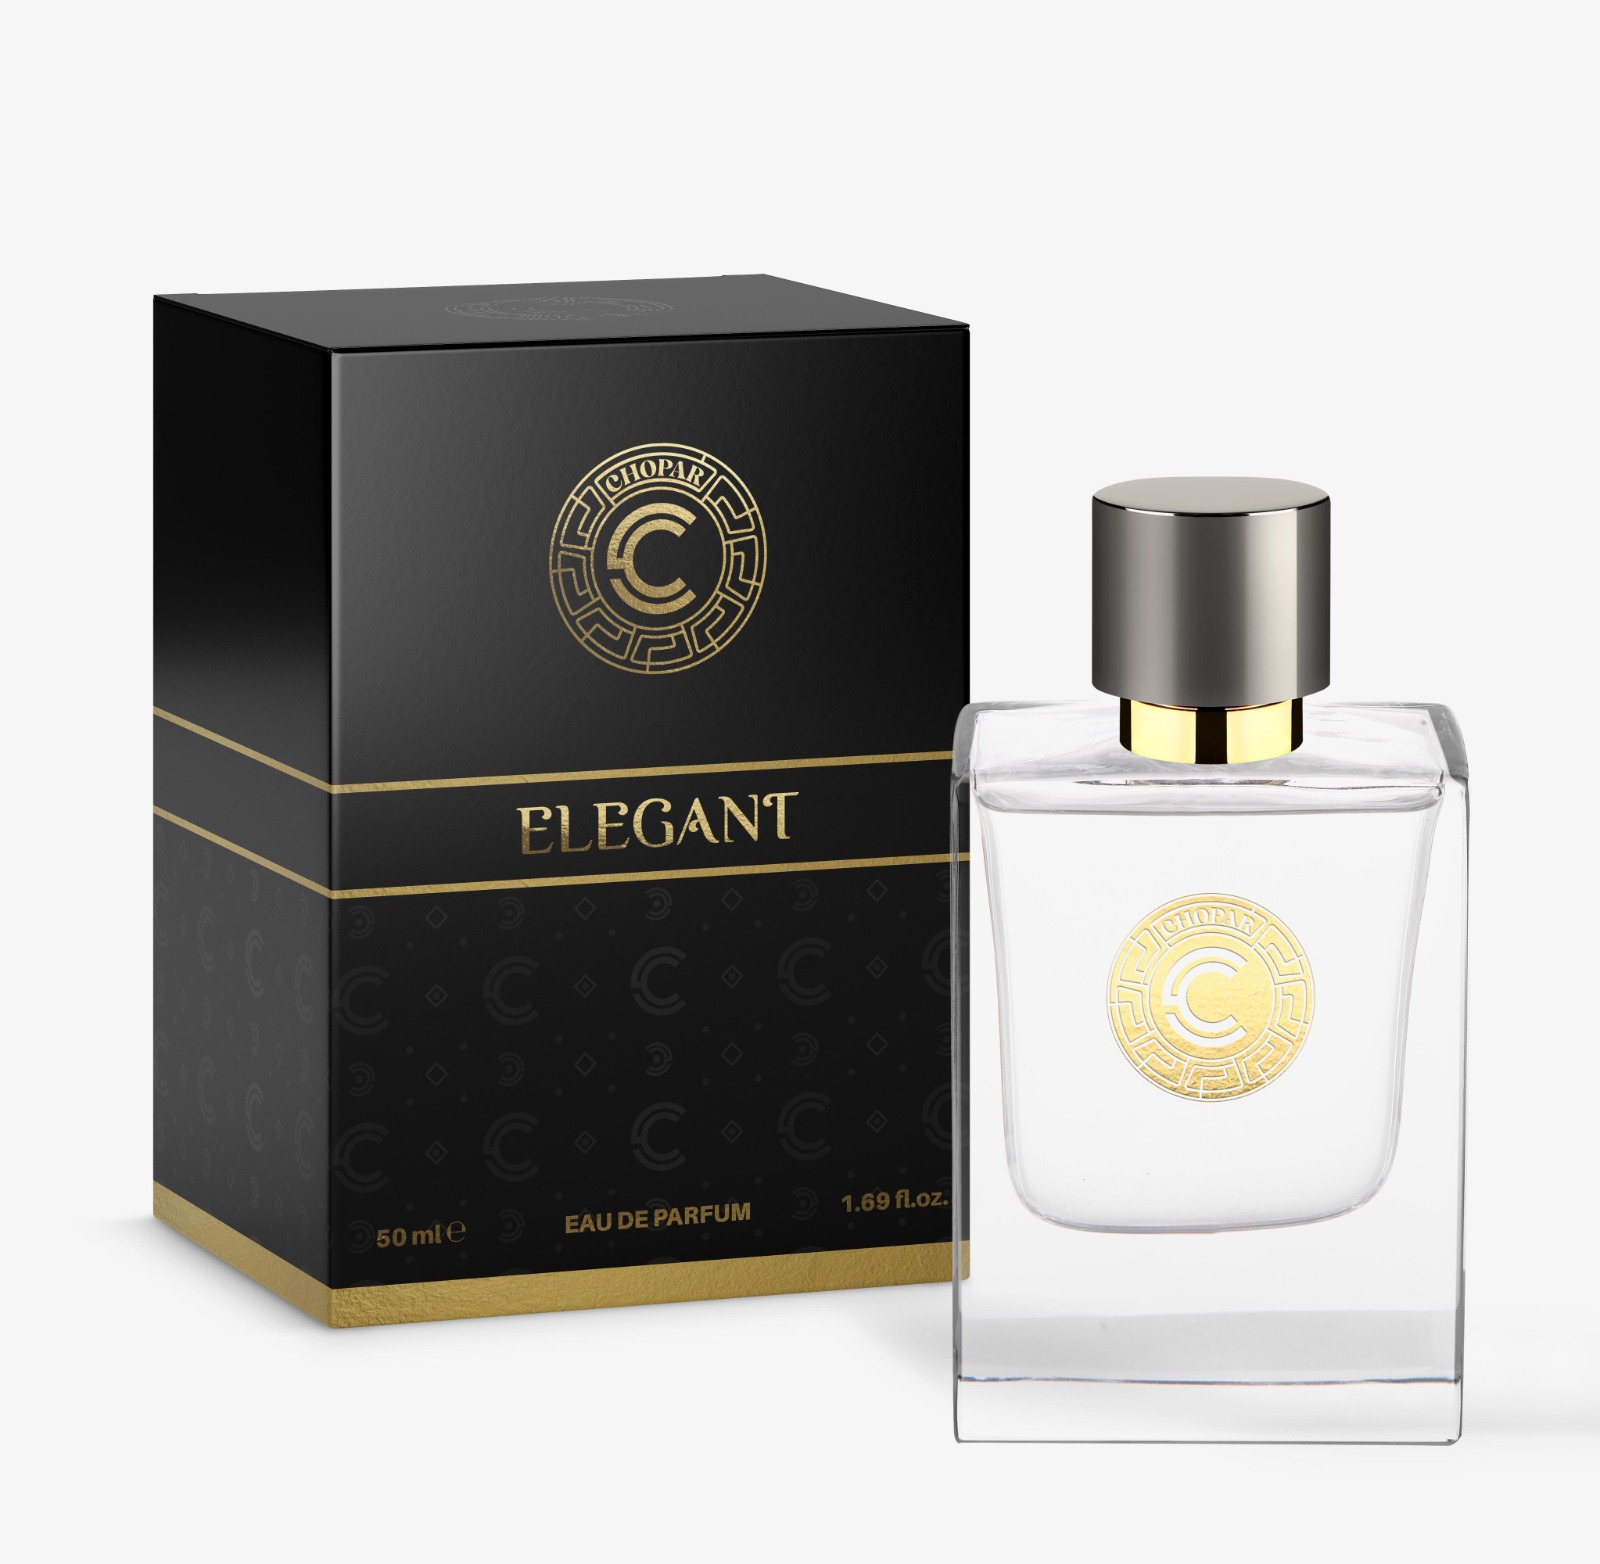 CHOPAR
ELEGANT
50 ml ℮
EAU DE PARFUM
1.69 fl.oz.
CHOPAR